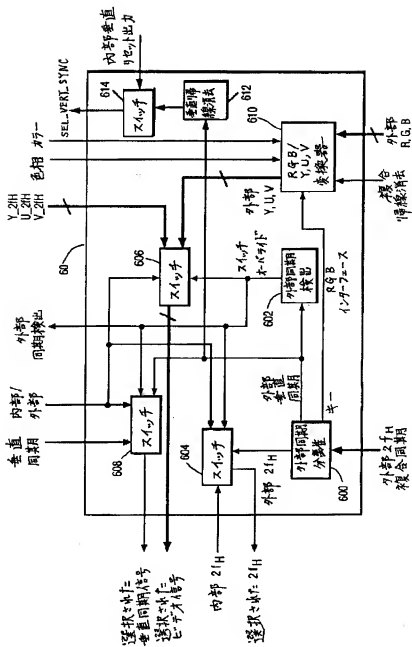 内部垂直
リセット出力
SEL_VERT_SYNC
カラー
色相
Y_2fH
U_2fH
V_2fH
60
外部
同期検出
内部/
外部
垂直
同期
614
スイッチ
垂直帰
線消去
612
610
RGB/
Y,U,V
変換器
外部
R,G,B
複合
帰線消去
外部
Y,U,V
606
スイッチ
スイッチ
オーバライド
602
外部同期
検出
RGB
インターフェース
608
スイッチ
外部
垂直
同期
キー
604
スイッチ
外部 2fH
外部同期
分離器
600
外部 2fH
複合同期
選択された
垂直同期信号
選択された
ビデオ信号
内部 2fH
選択された 2fH